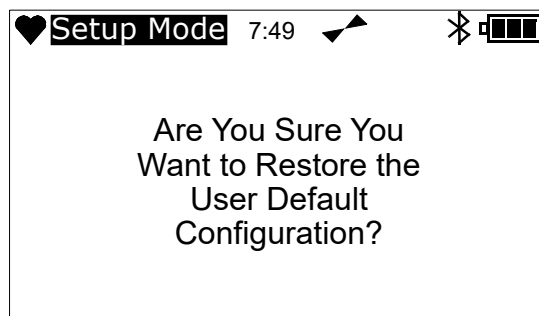 Setup Mode 7:49
Are You Sure You
Want to Restore the
User Default
Configuration?